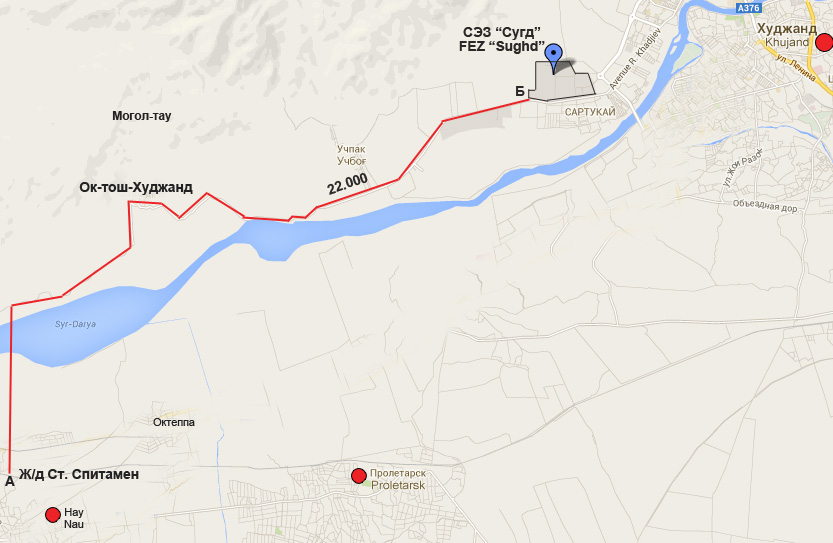 A376
СЭЗ “Сугд”
FEZ “Sughd”
Худжанд
Khujand
ул. Ленина
Avenue R. Khadjiev
Б
САРТУКАЙ
Могол-тау
Учпак
Учбоғ
ул. Жои Разок
Ок-тош-Худжанд
22.000
Объездная дор
Syr-Darya
Октеппа
Ж/д Ст. Спитамен
А
Пролетарск
Proletarsk
Нау
Nau